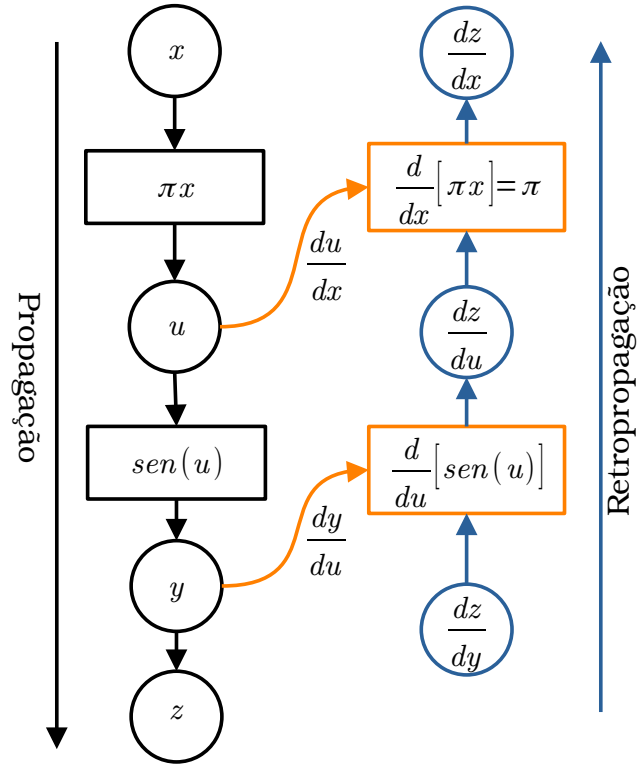 Propagação
x
πx
u
sen(u)
y
z
du
dx
dy
du
dz
dx
d
dx
[πx]=π
dz
du
d
du
[sen(u)]
dz
dy
Retropropagação